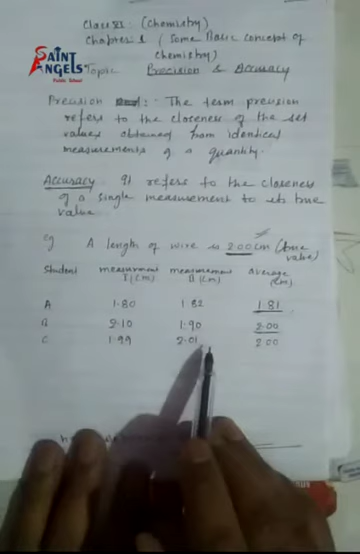 Class XI : (Chemistry)
Chapter 1 ( Some Basic Concept of
Chemistry)
SAINT
ANGELS
Public School
Topic Precision & Accuracy
Precision :- The term precision
refers to the closeness of the set
values obtained from identical
measurements of a quantity.
Accuracy It refers to the closeness
of a single measurement to its true
value.
eg A length of wire is 2.00 cm (true
value)
Student measurement measurement average
I (cm) II (cm) (cm)
A 1.80 1.82 1.81
B 2.10 1.90 2.00
C 1.99 2.01 2.00